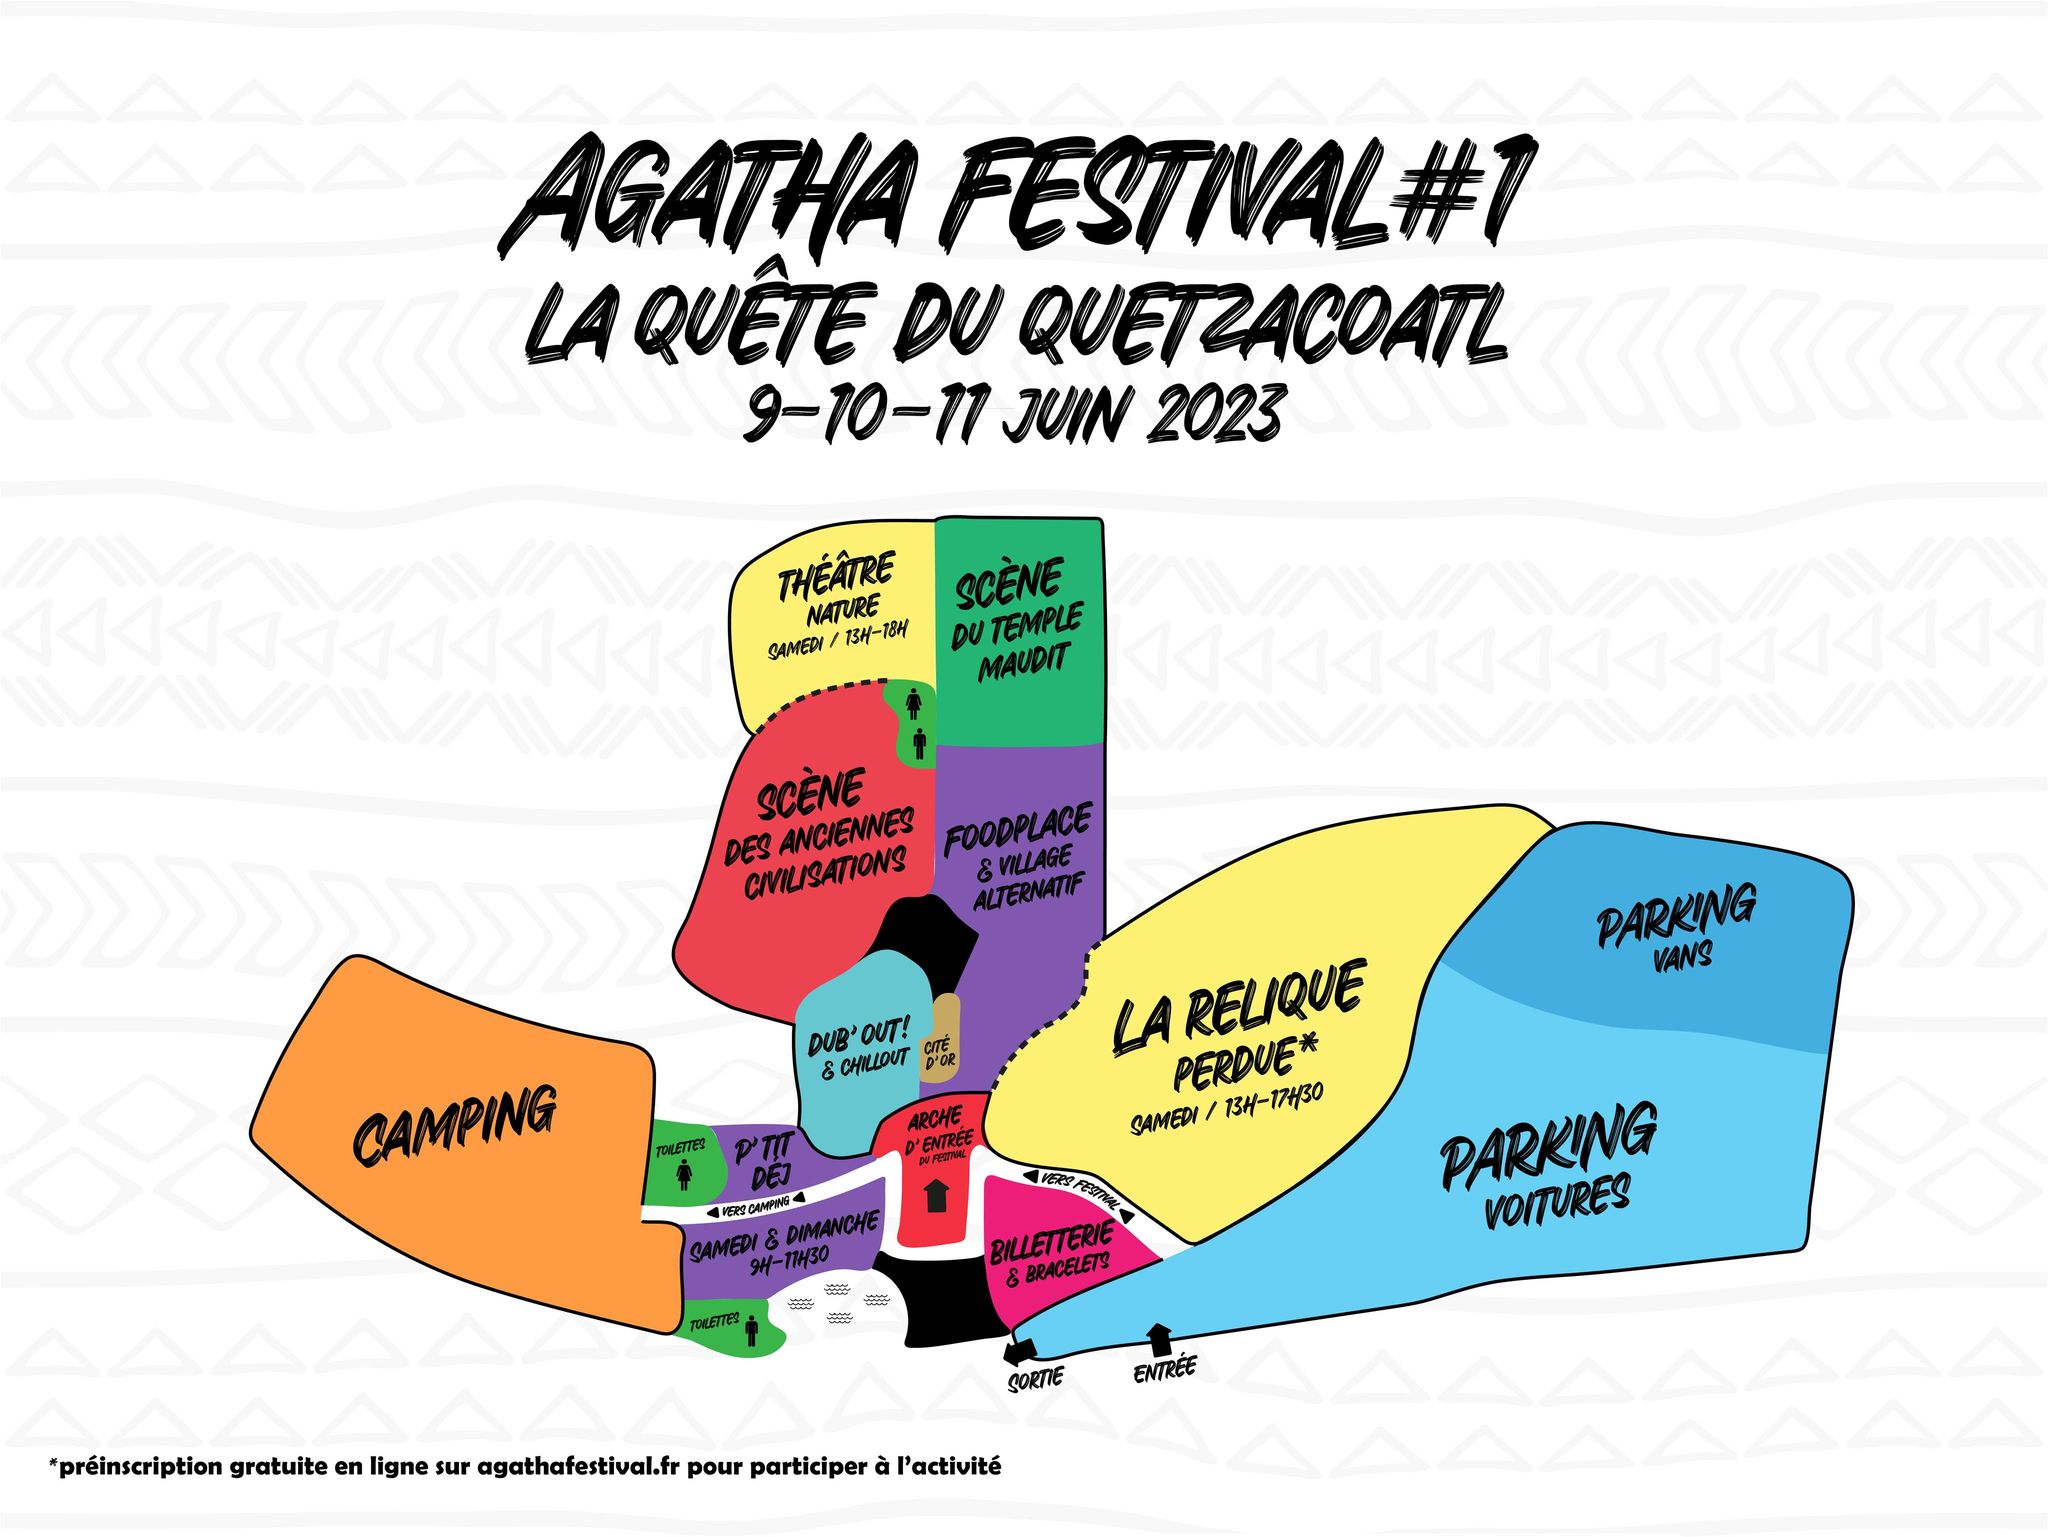 AGATHA FESTIVAL#1
LA QUÊTE DU QUETZACOATL
9-10-11 JUIN 2023
THÉÂTRE
NATURE
SAMEDI / 13H-18H
SCÈNE
DU TEMPLE
MAUDIT
SCÈNE
DES ANCIENNES
CIVILISATIONS
FOODPLACE
& VILLAGE
ALTERNATIF
PARKING
VANS
LA RELIQUE
PERDUE*
SAMEDI / 13H-17H30
DUB' OUT!
& CHILLOUT
CITÉ
D'OR
CAMPING
ARCHE
D'ENTRÉE
DU FESTIVAL
PARKING
VOITURES
TOILETTES
P'TIT
DÉJ
VERS CAMPING
VERS FESTIVAL
SAMEDI & DIMANCHE
9H-11H30
BILLETTERIE
& BRACELETS
TOILETTES
SORTIE
ENTRÉE
*préinscription gratuite en ligne sur agathafestival.fr pour participer à l'activité